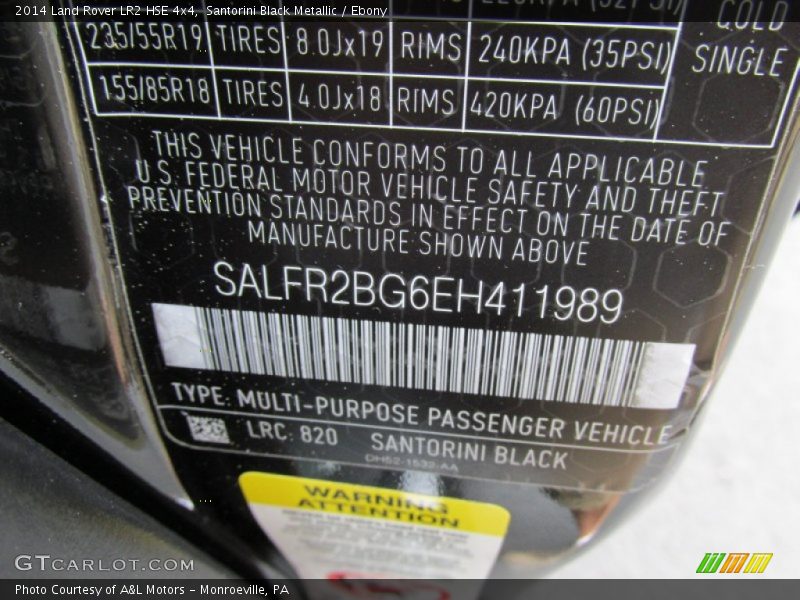 2014 Land Rover LR2 HSE 4x4, Santorini Black Metallic / Ebony
COLD
235/55R19 TIRES 8.0Jx19 RIMS 240KPA (35PSI) SINGLE
155/85R18 TIRES 4.0Jx18 RIMS 420KPA (60PSI)
THIS VEHICLE CONFORMS TO ALL APPLICABLE
U.S. FEDERAL MOTOR VEHICLE SAFETY AND THEFT
PREVENTION STANDARDS IN EFFECT ON THE DATE OF
MANUFACTURE SHOWN ABOVE
SALFR2BG6EH411989
TYPE: MULTI-PURPOSE PASSENGER VEHICLE
LRC: 820 SANTORINI BLACK
DH52-1532-AA
WARNING
ATTENTION
GTCARLOT.COM
Photo Courtesy of A&L Motors – Monroeville, PA